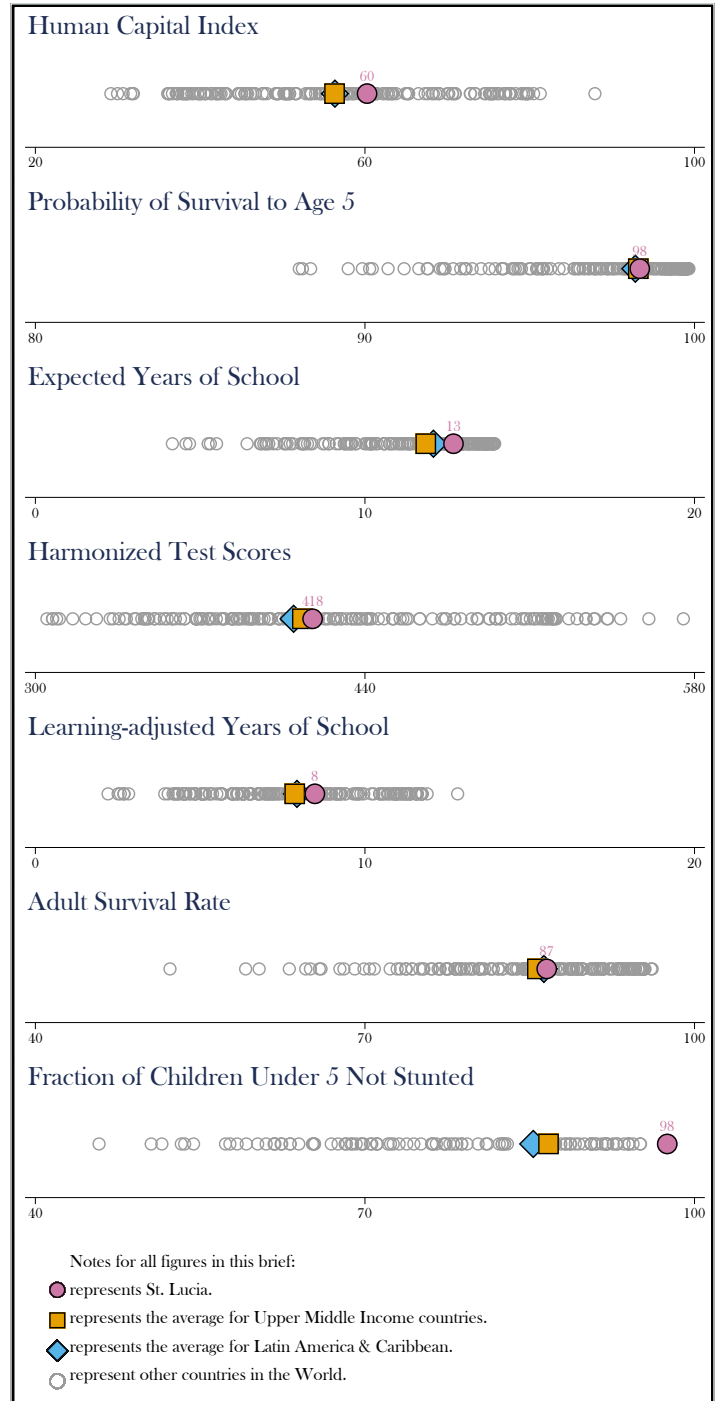 Human Capital Index
60
20 60 100
Probability of Survival to Age 5
98
80 90 100
Expected Years of School
13
0 10 20
Harmonized Test Scores
418
300 440 580
Learning-adjusted Years of School
8
0 10 20
Adult Survival Rate
87
40 70 100
Fraction of Children Under 5 Not Stunted
98
40 70 100
Notes for all figures in this brief:
represents St. Lucia.
represents the average for Upper Middle Income countries.
represents the average for Latin America & Caribbean.
represent other countries in the World.